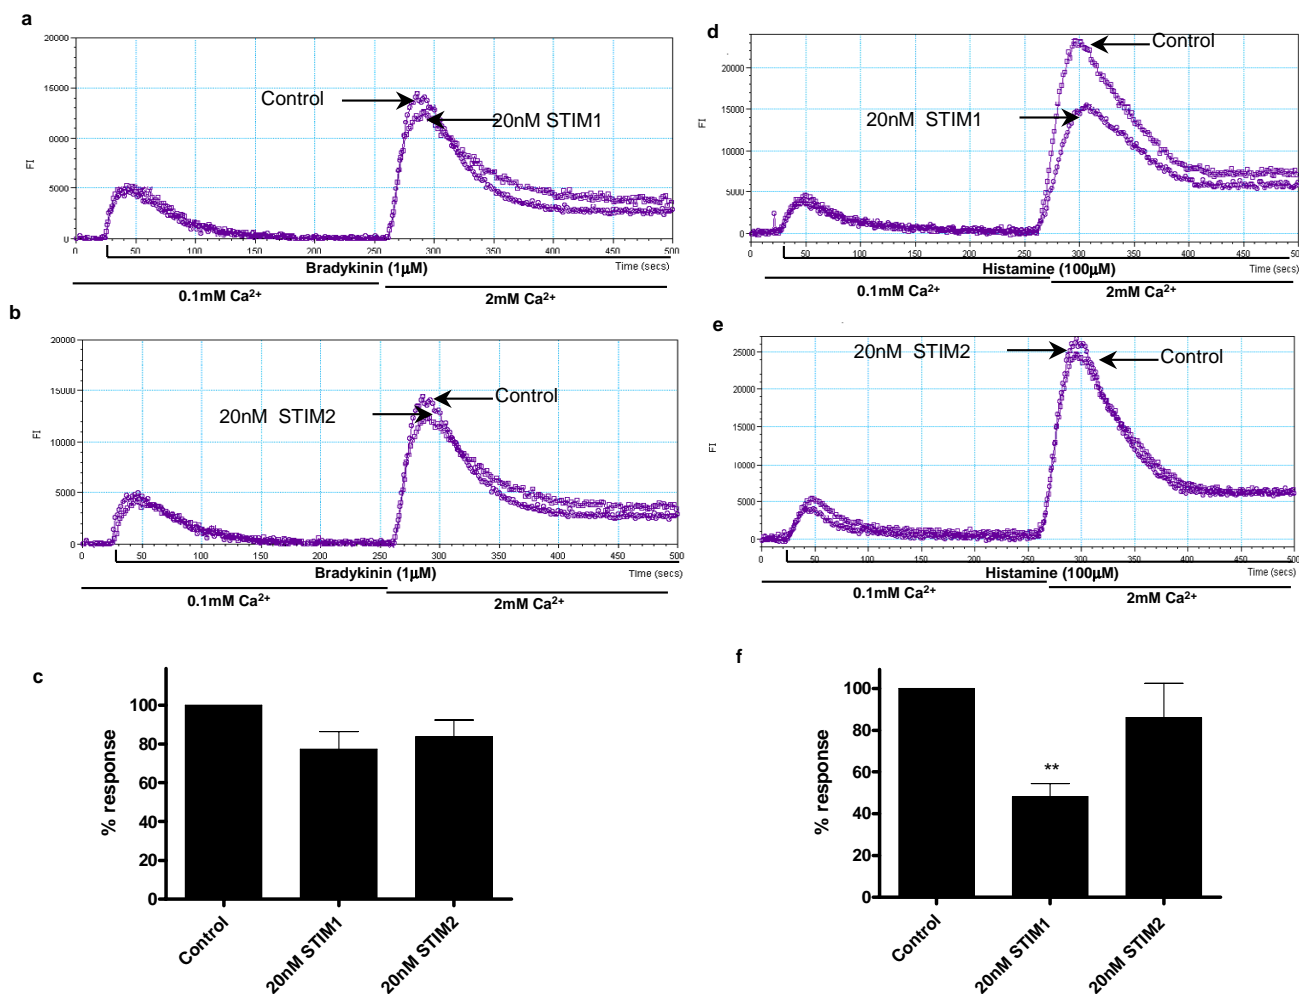 a
20000
16000
0000
5000
0
FI
Control
20nM STIM1
50 100 150 200 250 300 350 400 450 500
Bradykinin (1μM)
Time (secs)
0.1mM Ca2+
2mM Ca2+
b
20000
15000
10000
5000
0
FI
Control
20nM STIM2
50 100 150 200 250 300 350 400 450 500
Bradykinin (1μM)
Time (secs)
0.1mM Ca2+
2mM Ca2+
c
% response
100
80
60
40
20
0
Control
20nM STIM1
20nM STIM2
d
20000
15000
10000
5000
0
FI
Control
20nM STIM1
0 50 100 150 200 250 300 350 400 450 500
Histamine (100μM)
Time (secs)
0.1mM Ca2+
2mM Ca2+
e
25000
20000
15000
10000
5000
0
FI
20nM STIM2
Control
0 50 100 150 200 250 300 350 400 450 500
Histamine (100μM)
Time (secs)
0.1mM Ca2+
2mM Ca2+
f
% response
100
80
60
40
20
0
**
Control
20nM STIM1
20nM STIM2